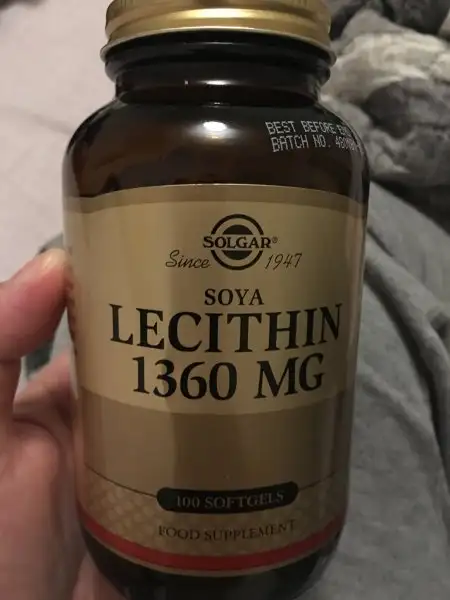 BEST BEFORE
BATCH NO.
SOLGAR®
Since 1947
SOYA
LECITHIN
1360 MG
100 SOFTGELS
FOOD SUPPLEMENT